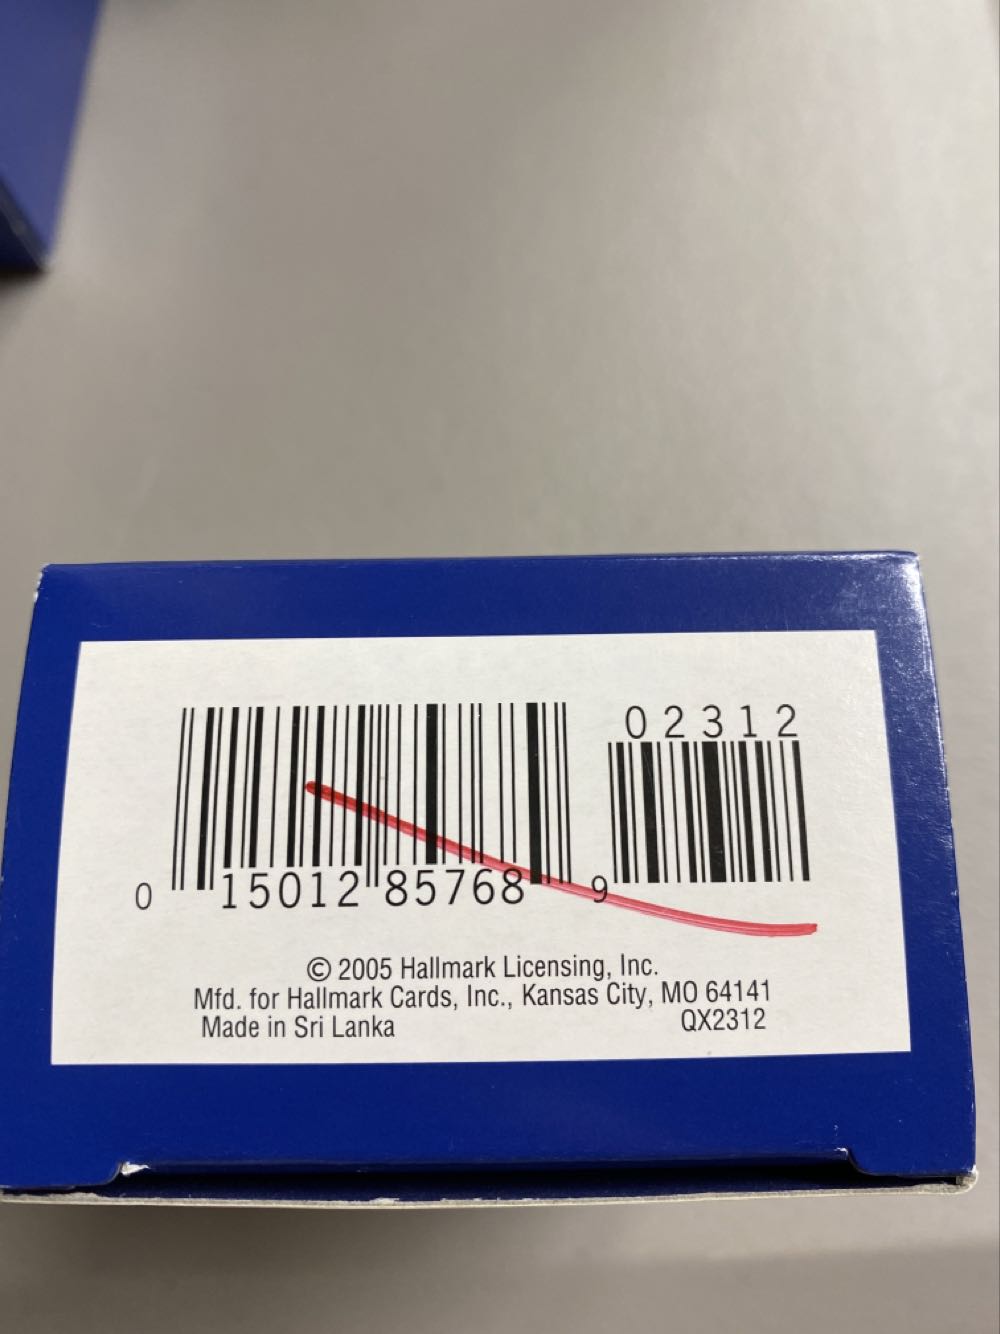 02312
0 15012 85768 9
© 2005 Hallmark Licensing, Inc.
Mfd. for Hallmark Cards, Inc., Kansas City, MO 64141
Made in Sri Lanka QX2312